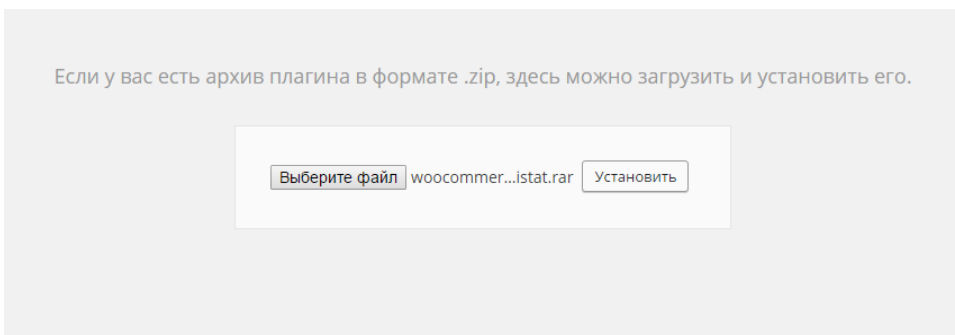 Если у вас есть архив плагина в формате .zip, здесь можно загрузить и установить его.
Выберите файл woocommer...istat.rar Установить